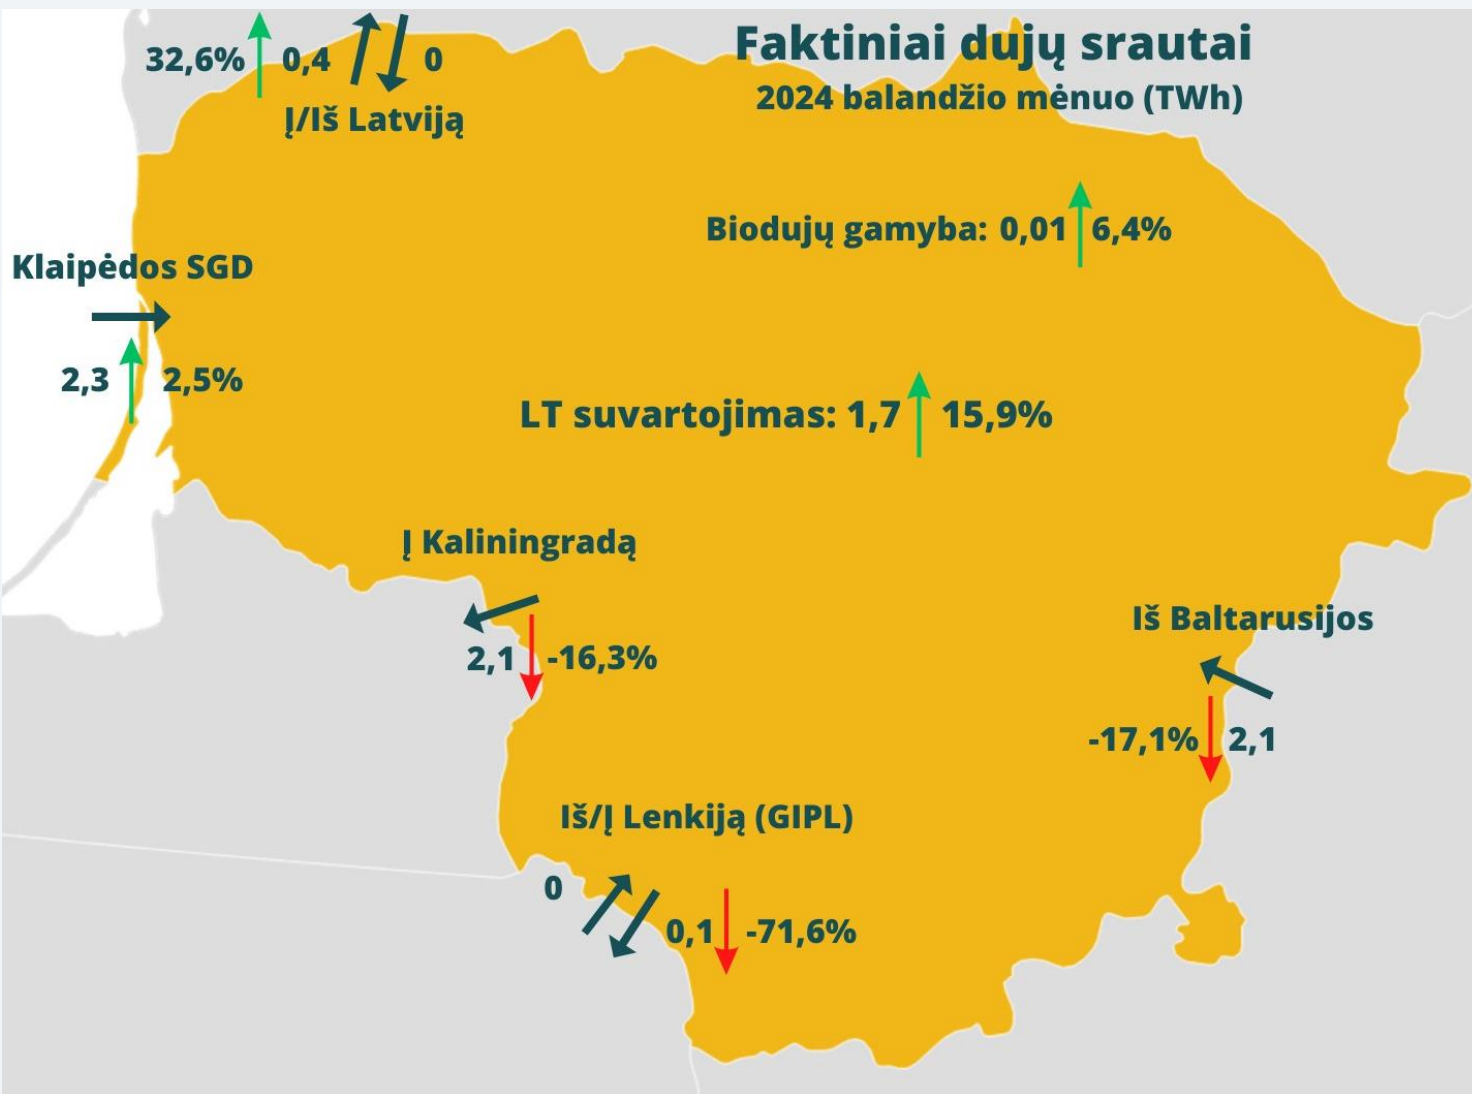 Faktiniai dujų srautai
2024 balandžio mėnuo (TWh)
32,6% 0,4 0
Į/Iš Latviją
Biodujų gamyba: 0,01 6,4%
Klaipėdos SGD
2,3 2,5%
LT suvartojimas: 1,7 15,9%
Į Kaliningradą
2,1 -16,3%
Iš Baltarusijos
-17,1% 2,1
Iš/Į Lenkiją (GIPL)
0
0,1 -71,6%